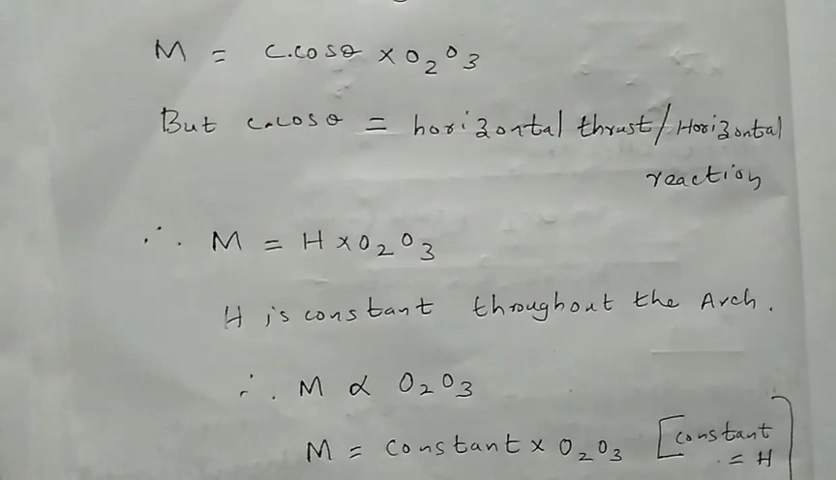 M = C.cosθ × O₂O₃
But C.cosθ = horizontal thrust/Horizontal
reaction
∴ M = H × O₂O₃
H is constant throughout the Arch.
∴ M ∝ O₂O₃
M = constant × O₂O₃ [constant
= H]